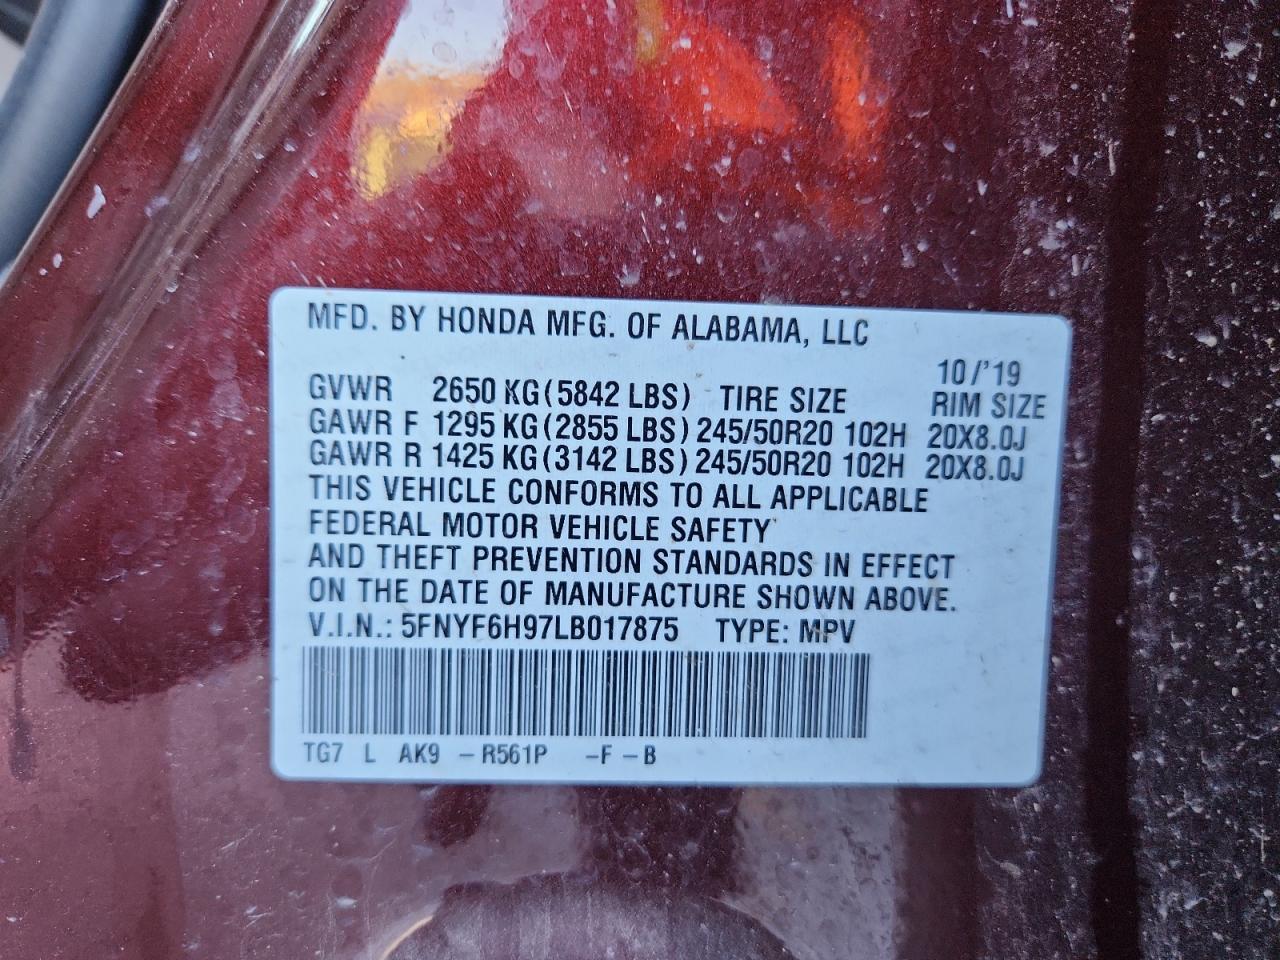 MFD. BY HONDA MFG. OF ALABAMA, LLC
10/'19
GVWR 2650 KG(5842 LBS) TIRE SIZE RIM SIZE
GAWR F 1295 KG(2855 LBS) 245/50R20 102H 20X8.0J
GAWR R 1425 KG(3142 LBS) 245/50R20 102H 20X8.0J
THIS VEHICLE CONFORMS TO ALL APPLICABLE
FEDERAL MOTOR VEHICLE SAFETY
AND THEFT PREVENTION STANDARDS IN EFFECT
ON THE DATE OF MANUFACTURE SHOWN ABOVE.
V.I.N.: 5FNYF6H97LB017875 TYPE: MPV
TG7 L AK9 – R561P –F – B